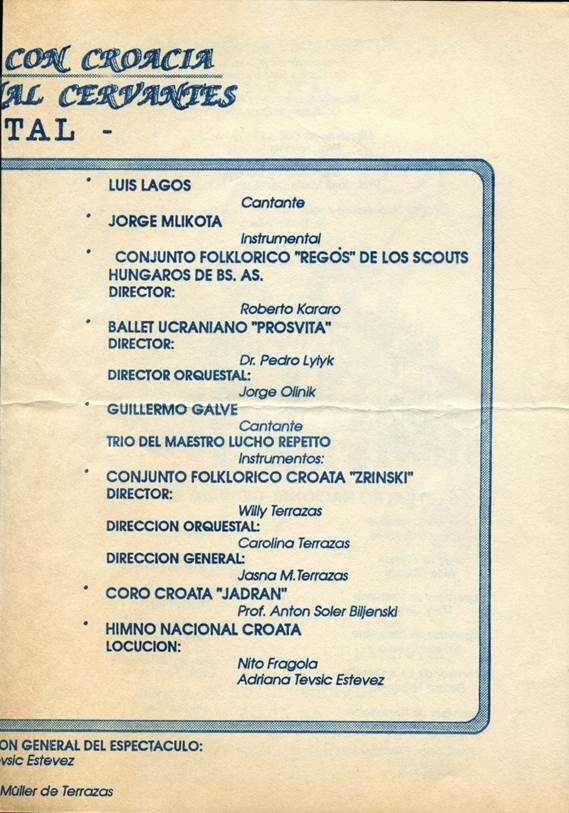 CON CROACIA
AL CERVANTES
TAL -
* LUIS LAGOS
Cantante
* JORGE MLIKOTA
Instrumental
* CONJUNTO FOLKLORICO "REGÓS" DE LOS SCOUTS
HUNGAROS DE BS. AS.
DIRECTOR:
Roberto Kararo
* BALLET UCRANIANO "PROSVITA"
DIRECTOR:
Dr. Pedro Lylyk
DIRECTOR ORQUESTAL:
Jorge Olinik
* GUILLERMO GALVE
Cantante
TRIO DEL MAESTRO LUCHO REPETTO
Instrumentos:
* CONJUNTO FOLKLORICO CROATA "ZRINSKI"
DIRECTOR:
Willy Terrazas
DIRECCION ORQUESTAL:
Carolina Terrazas
DIRECCION GENERAL:
Jasna M.Terrazas
* CORO CROATA "JADRAN"
Prof. Anton Soler Biljenski
* HIMNO NACIONAL CROATA
LOCUCION:
Nito Fragola
Adriana Tevsic Estevez
ON GENERAL DEL ESPECTACULO:
vsic Estevez
Müller de Terrazas